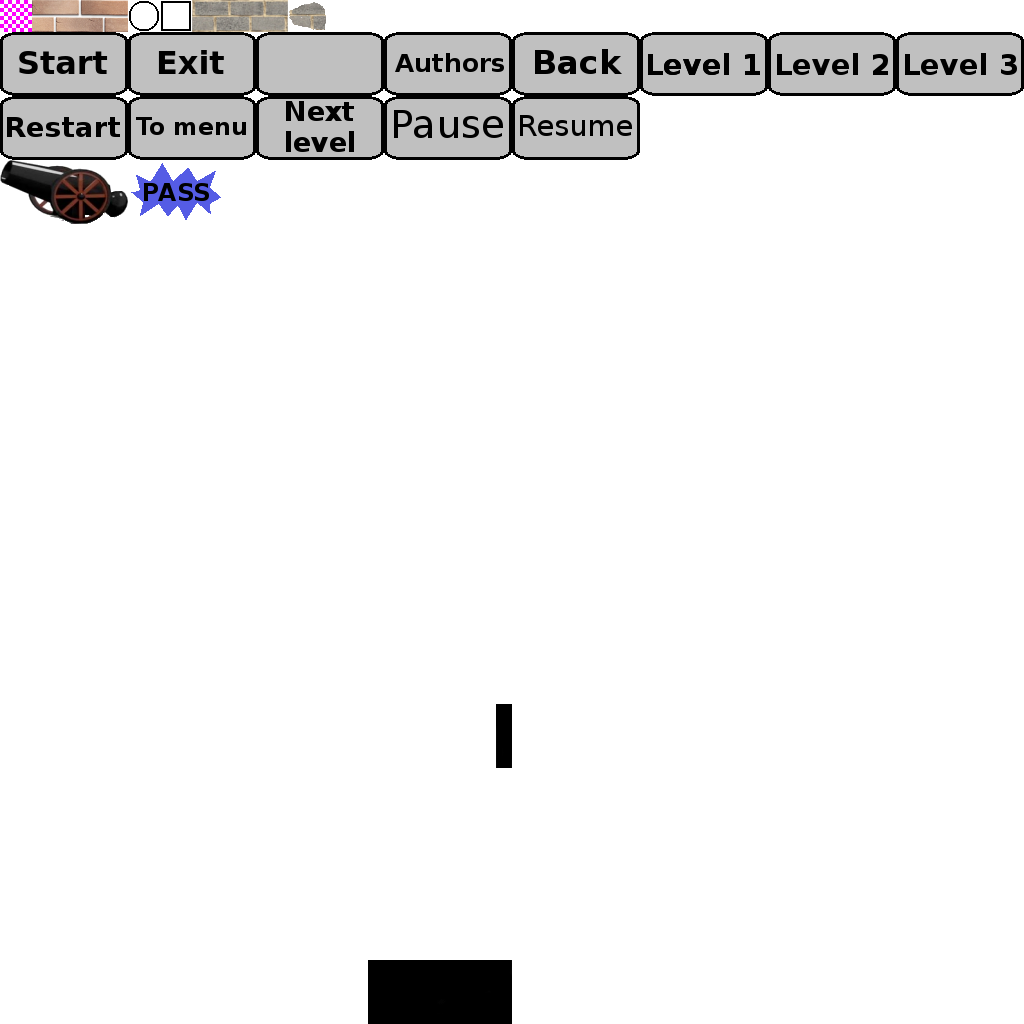 Start
Exit
Authors
Back
Level 1
Level 2
Level 3
Restart
To menu
Next
level
Pause
Resume
PASS